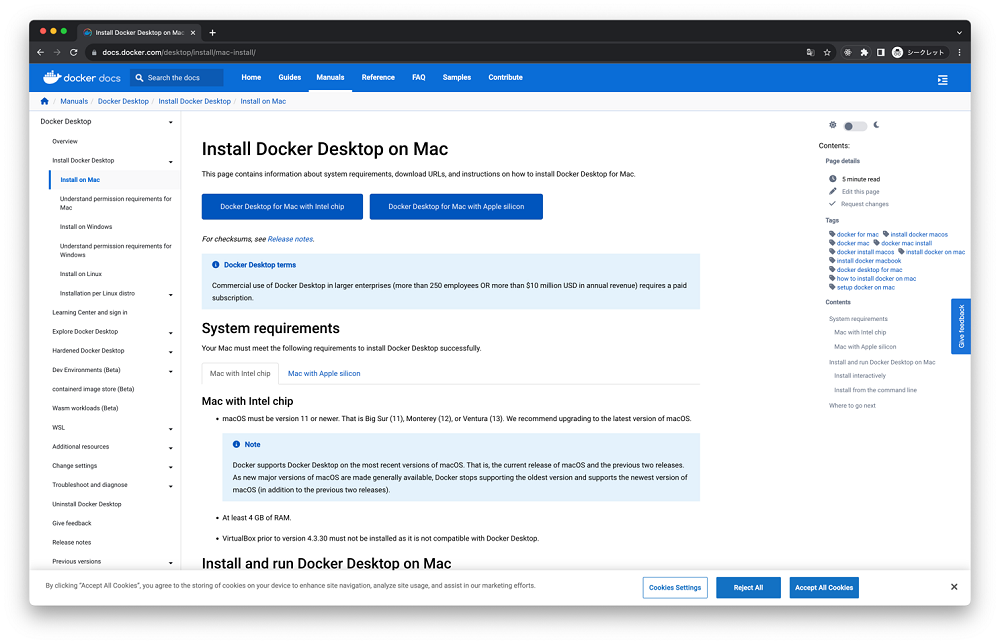 Install Docker Desktop on Mac
docs.docker.com/desktop/install/mac-install/
シークレット
docker docs
Search the docs
Home Guides Manuals Reference FAQ Samples Contribute
Manuals / Docker Desktop / Install Docker Desktop / Install on Mac
Docker Desktop
Overview
Install Docker Desktop
Install on Mac
Understand permission requirements for
Mac
Install on Windows
Understand permission requirements for
Windows
Install on Linux
Installation per Linux distro
Learning Center and sign in
Explore Docker Desktop
Hardened Docker Desktop
Dev Environments (Beta)
containerd image store (Beta)
Wasm workloads (Beta)
WSL
Additional resources
Change settings
Troubleshoot and diagnose
Uninstall Docker Desktop
Give feedback
Release notes
Previous versions
Install Docker Desktop on Mac
This page contains information about system requirements, download URLs, and instructions on how to install Docker Desktop for Mac.
Docker Desktop for Mac with Intel chip
Docker Desktop for Mac with Apple silicon
For checksums, see Release notes.
Docker Desktop terms
Commercial use of Docker Desktop in larger enterprises (more than 250 employees OR more than $10 million USD in annual revenue) requires a paid
subscription.
System requirements
Your Mac must meet the following requirements to install Docker Desktop successfully.
Mac with Intel chip
Mac with Apple silicon
Mac with Intel chip
• macOS must be version 11 or newer. That is Big Sur (11), Monterey (12), or Ventura (13). We recommend upgrading to the latest version of macOS.
Note
Docker supports Docker Desktop on the most recent versions of macOS. That is, the current release of macOS and the previous two releases.
As new major versions of macOS are made generally available, Docker stops supporting the oldest version and supports the newest version of
macOS (in addition to the previous two releases).
• At least 4 GB of RAM.
• VirtualBox prior to version 4.3.30 must not be installed as it is not compatible with Docker Desktop.
Install and run Docker Desktop on Mac
Contents:
Page details
5 minute read
Edit this page
Request changes
Tags
docker for mac install docker macos
docker mac docker mac install
docker install macos install docker on mac
install docker macbook
docker desktop for mac
how to install docker on mac
setup docker on mac
Contents
System requirements
Mac with Intel chip
Mac with Apple silicon
Install and run Docker Desktop on Mac
Install interactively
Install from the command line
Where to go next
Give feedback
By clicking “Accept All Cookies”, you agree to the storing of cookies on your device to enhance site navigation, analyze site usage, and assist in our marketing efforts.
Cookies Settings
Reject All
Accept All Cookies